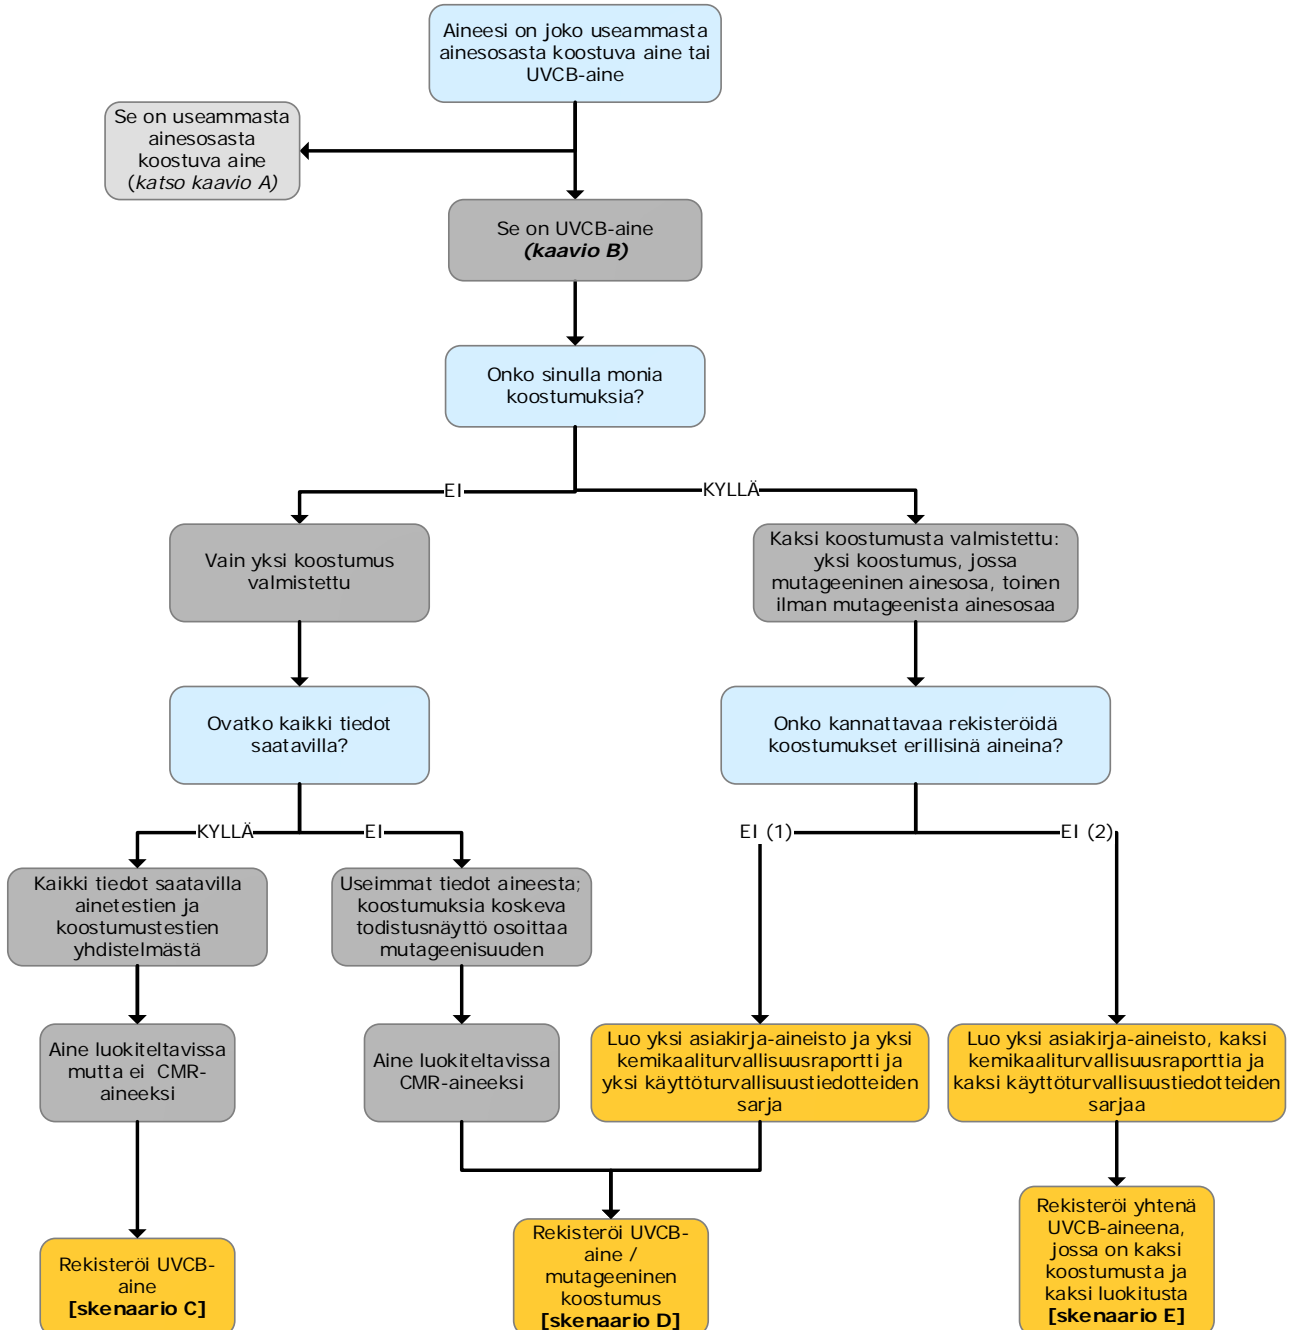 Aineesi on joko useammasta
ainesosasta koostuva aine tai
UVCB-aine
Se on useammasta
ainesosasta
koostuva aine
(katso kaavio A)
Se on UVCB-aine
(kaavio B)
Onko sinulla monia
koostumuksia?
EI
KYLLÄ
Vain yksi koostumus
valmistettu
Kaksi koostumusta valmistettu:
yksi koostumus, jossa
mutageeninen ainesosa, toinen
ilman mutageenista ainesosaa
Ovatko kaikki tiedot
saatavilla?
Onko kannattavaa rekisteröidä
koostumukset erillisinä aineina?
KYLLÄ
EI
EI (1)
EI (2)
Kaikki tiedot saatavilla
ainetestien ja
koostumustestien
yhdistelmästä
Useimmat tiedot aineesta;
koostumuksia koskeva
todistusnäyttö osoittaa
mutageenisuuden
Aine luokiteltavissa
mutta ei CMR-
aineeksi
Aine luokiteltavissa
CMR-aineeksi
Luo yksi asiakirja-aineisto ja yksi
kemikaaliturvallisuusraportti ja
yksi käyttöturvallisuustiedotteiden
sarja
Luo yksi asiakirja-aineisto, kaksi
kemikaaliturvallisuusraporttia ja
kaksi käyttöturvallisuustiedotteiden
sarjaa
Rekisteröi UVCB-
aine
[skenaario C]
Rekisteröi UVCB-
aine /
mutageeninen
koostumus
[skenaario D]
Rekisteröi yhtenä
UVCB-aineena,
jossa on kaksi
koostumusta ja
kaksi luokitusta
[skenaario E]